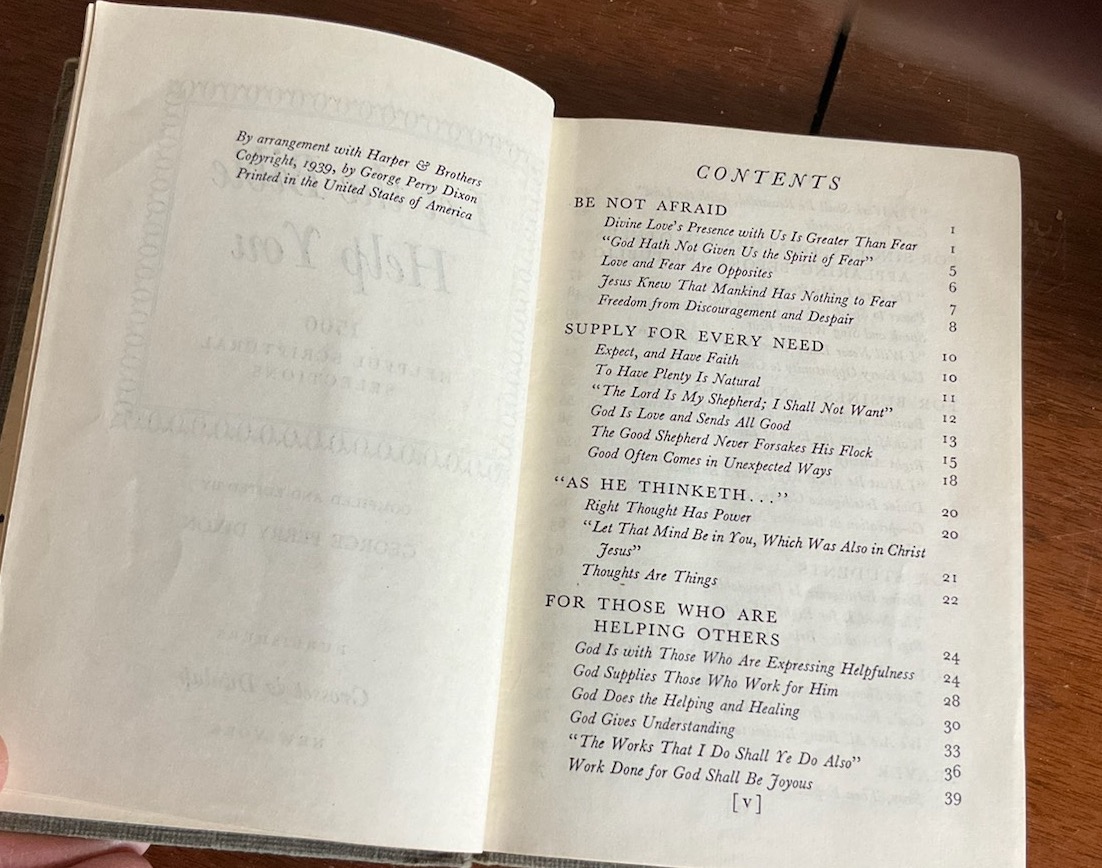 By arrangement with Harper & Brothers
Copyright, 1939, by George Perry Dixon
Printed in the United States of America
CONTENTS
BE NOT AFRAID 1
Divine Love's Presence with Us Is Greater Than Fear 1
"God Hath Not Given Us the Spirit of Fear" 5
Love and Fear Are Opposites 6
Jesus Knew That Mankind Has Nothing to Fear 7
Freedom from Discouragement and Despair 8
SUPPLY FOR EVERY NEED 10
Expect, and Have Faith 10
To Have Plenty Is Natural 11
"The Lord Is My Shepherd; I Shall Not Want" 12
God Is Love and Sends All Good 13
The Good Shepherd Never Forsakes His Flock 15
Good Often Comes in Unexpected Ways 18
"AS HE THINKETH..." 20
Right Thought Has Power 20
"Let That Mind Be in You, Which Was Also in Christ
Jesus" 21
Thoughts Are Things 22
FOR THOSE WHO ARE
HELPING OTHERS 24
God Is with Those Who Are Expressing Helpfulness 24
God Supplies Those Who Work for Him 28
God Does the Helping and Healing 30
God Gives Understanding 33
"The Works That I Do Shall Ye Do Also" 36
Work Done for God Shall Be Joyous 39
[v]